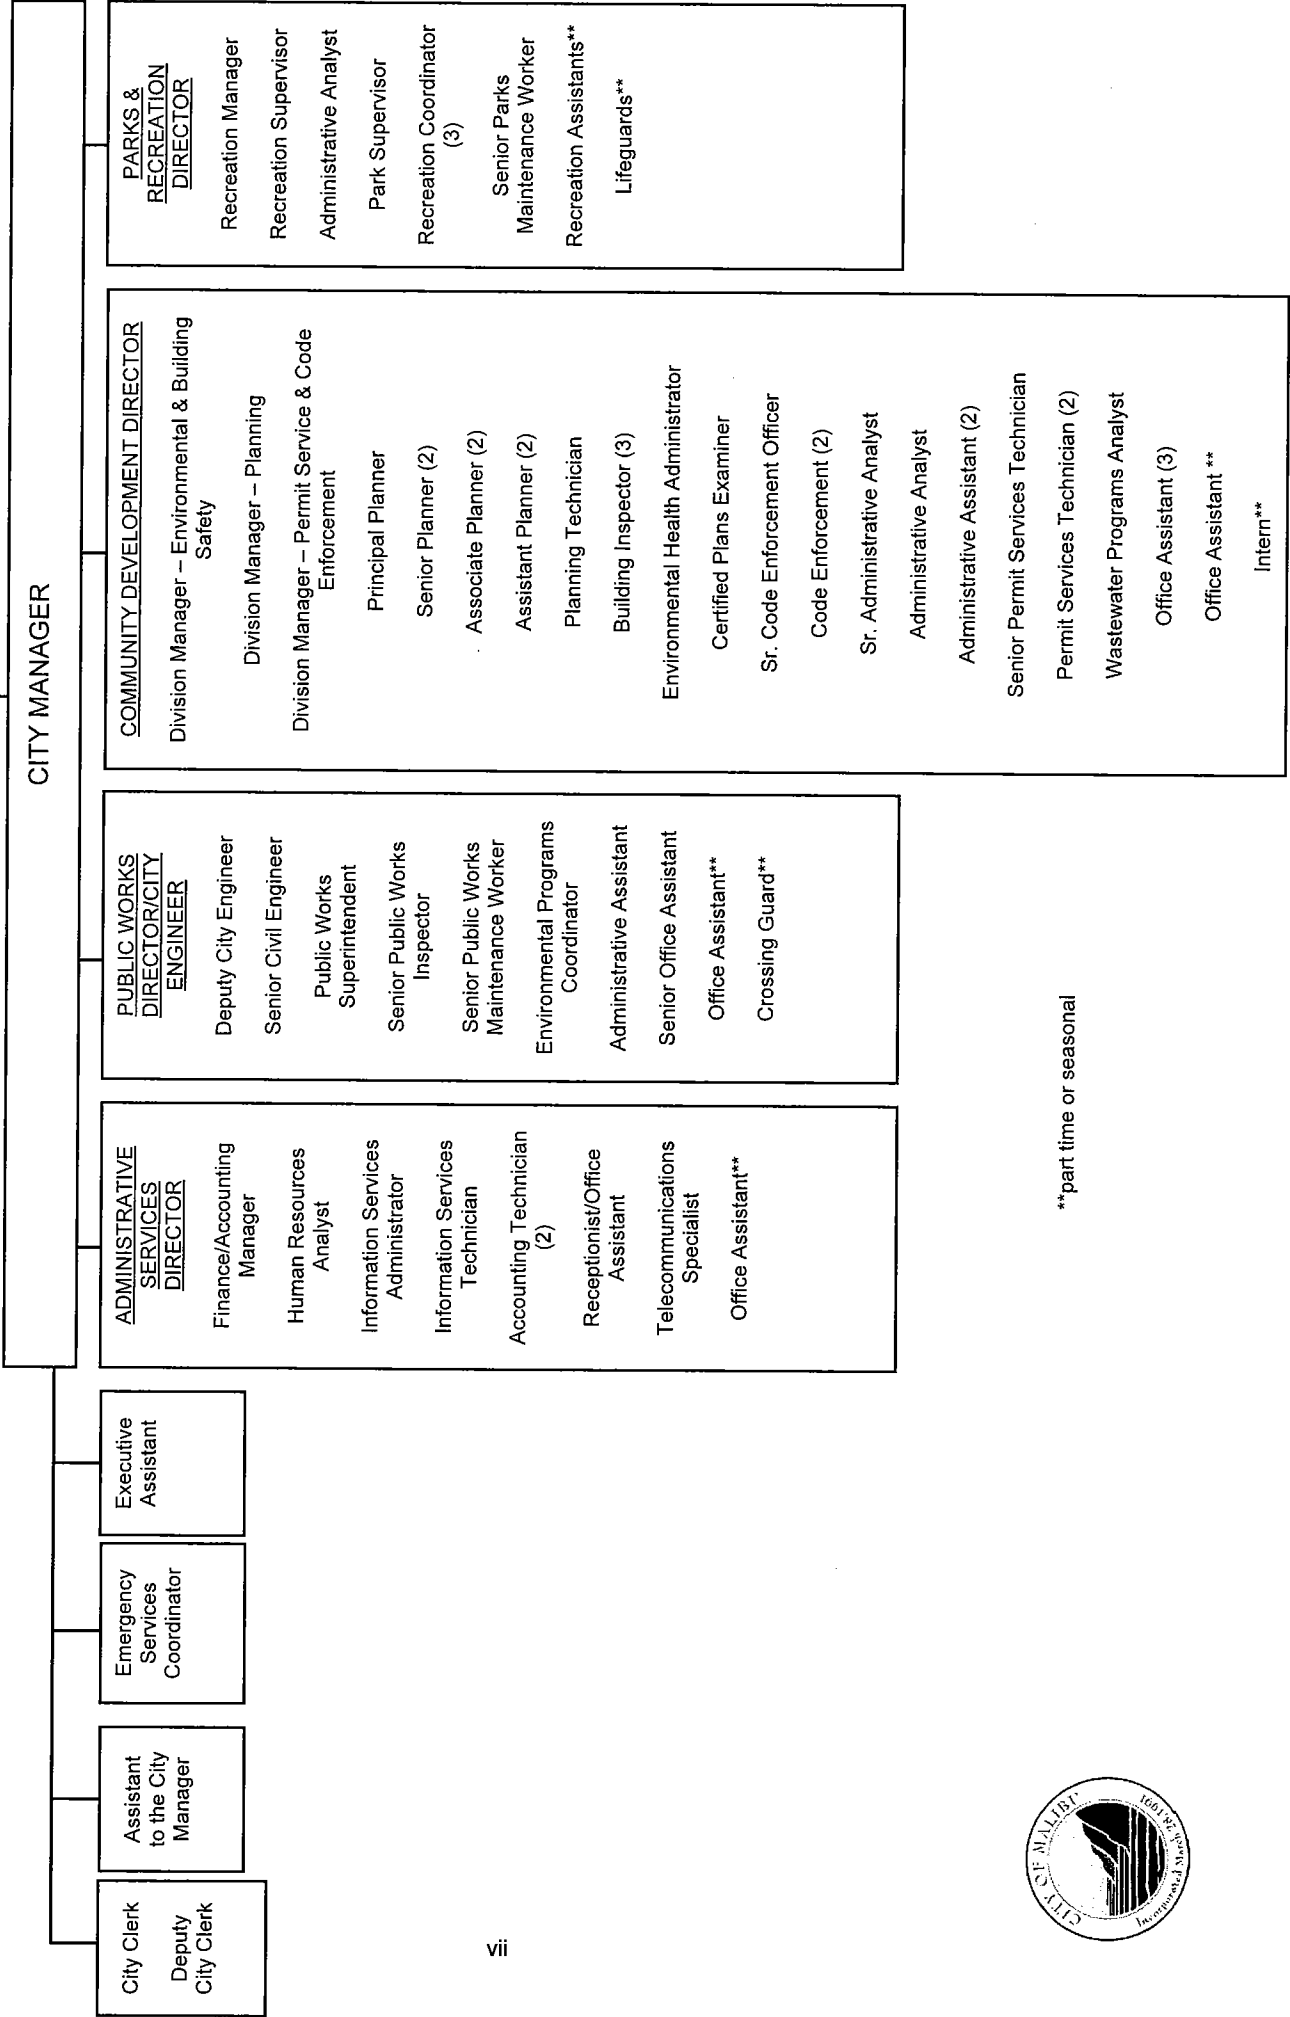 CITY MANAGER
City Clerk
Deputy
City Clerk
Assistant
to the City
Manager
Emergency
Services
Coordinator
Executive
Assistant
ADMINISTRATIVE
SERVICES
DIRECTOR
Finance/Accounting
Manager
Human Resources
Analyst
Information Services
Administrator
Information Services
Technician
Accounting Technician
(2)
Receptionist/Office
Assistant
Telecommunications
Specialist
Office Assistant**
PUBLIC WORKS
DIRECTOR/CITY
ENGINEER
Deputy City Engineer
Senior Civil Engineer
Public Works
Superintendent
Senior Public Works
Inspector
Senior Public Works
Maintenance Worker
Environmental Programs
Coordinator
Administrative Assistant
Senior Office Assistant
Office Assistant**
Crossing Guard**
COMMUNITY DEVELOPMENT DIRECTOR
Division Manager – Environmental & Building
Safety
Division Manager – Planning
Division Manager – Permit Service & Code
Enforcement
Principal Planner
Senior Planner (2)
Associate Planner (2)
Assistant Planner (2)
Planning Technician
Building Inspector (3)
Environmental Health Administrator
Certified Plans Examiner
Sr. Code Enforcement Officer
Code Enforcement (2)
Sr. Administrative Analyst
Administrative Analyst
Administrative Assistant (2)
Senior Permit Services Technician
Permit Services Technician (2)
Wastewater Programs Analyst
Office Assistant (3)
Office Assistant **
Intern**
PARKS &
RECREATION
DIRECTOR
Recreation Manager
Recreation Supervisor
Administrative Analyst
Park Supervisor
Recreation Coordinator
(3)
Senior Parks
Maintenance Worker
Recreation Assistants**
Lifeguards**
**part time or seasonal
CITY OF MALIBU
Incorporated March 28, 1991
vii